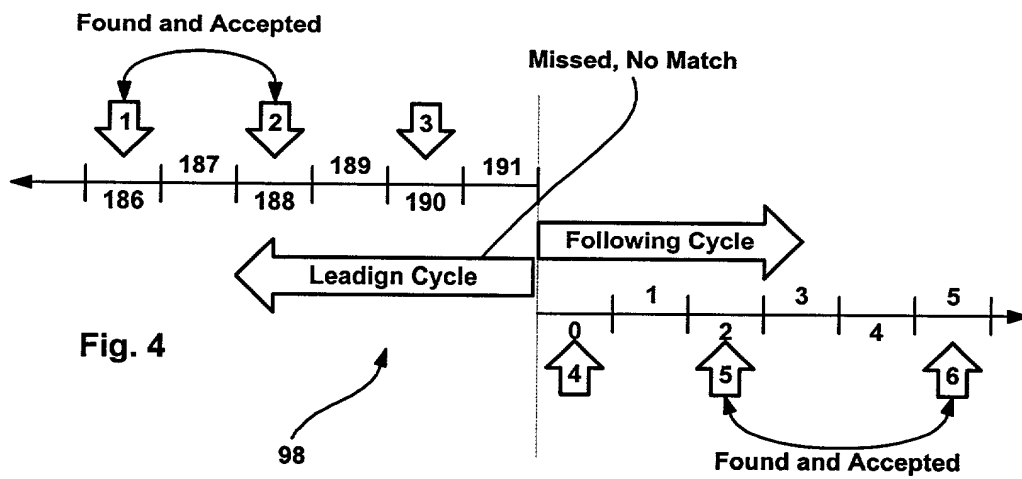 Found and Accepted
Missed, No Match
1 2 3
187 189 191
186 188 190
Following Cycle
Leadign Cycle
1 3 5
0 2 4
4 5 6
Fig. 4
98
Found and Accepted